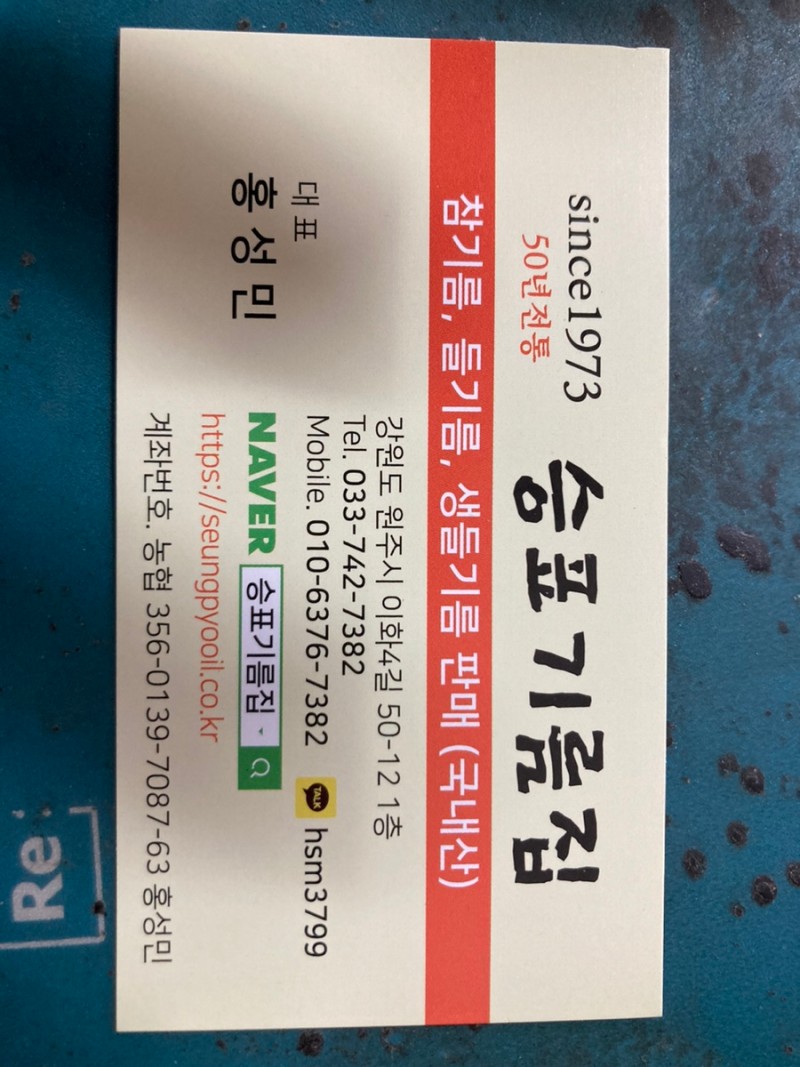 since1973
50년전통
승표기름집
참기름, 들기름, 생들기름 판매 (국내산)
대표
홍성민
강원도 원주시 이화4길 50-12 1층
Tel. 033-742-7382
Mobile. 010-6376-7382 TALK hsm3799
NAVER 승표기름집
https://seungpyooil.co.kr
계좌번호. 농협 356-0139-7087-63 홍성민
Re: